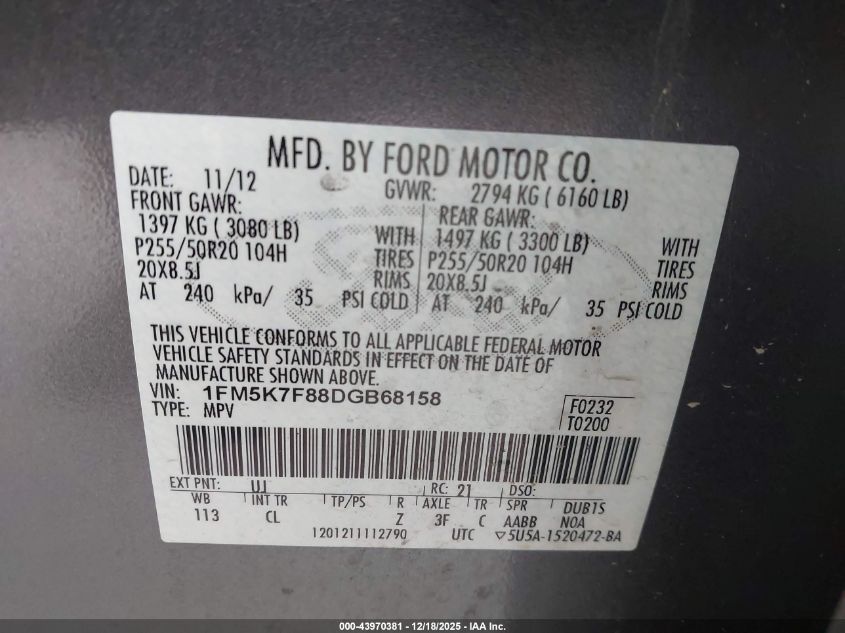 MFD. BY FORD MOTOR CO.
DATE: 11/12 GVWR: 2794 KG ( 6160 LB)
FRONT GAWR: REAR GAWR:
1397 KG ( 3080 LB) WITH 1497 KG ( 3300 LB) WITH
P255/50R20 104H TIRES P255/50R20 104H TIRES
20X8.5J RIMS 20X8.5J RIMS
AT 240 kPa/ 35 PSI COLD AT 240 kPa/ 35 PSI COLD
THIS VEHICLE CONFORMS TO ALL APPLICABLE FEDERAL MOTOR
VEHICLE SAFETY STANDARDS IN EFFECT ON THE DATE OF
MANUFACTURE SHOWN ABOVE.
VIN: 1FM5K7F88DGB68158
TYPE: MPV
F0232
T0200
EXT PNT: UJ RC: 21 DSO:
WB INT TR TP/PS R AXLE TR SPR DUB1S
113 CL Z 3F C AABB N0A
1201211112790 UTC ▽5U5A-1520472-BA
000-43970381 - 12/18/2025 - IAA Inc.